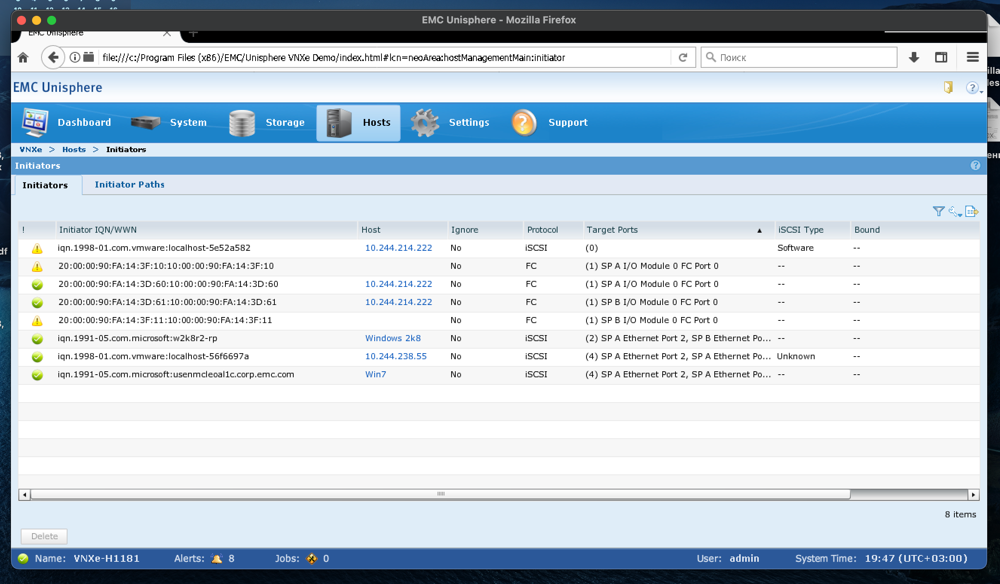 10 11 12 13 14 15 16
EMC Unisphere - Mozilla Firefox
EMC Unisphere
file:///c:/Program Files (x86)/EMC/Unisphere VNXe Demo/index.html#lcn=neoArea:hostManagementMain:initiator
Поиск
EMC Unisphere
Dashboard System Storage Hosts Settings Support
VNXe > Hosts > Initiators
Initiators
Initiators Initiator Paths
! Initiator IQN/WWN Host Ignore Protocol Target Ports iSCSI Type Bound
iqn.1998-01.com.vmware:localhost-5e52a582 10.244.214.222 No iSCSI (0) Software --
20:00:00:90:FA:14:3F:10:10:00:00:90:FA:14:3F:10 No FC (1) SP A I/O Module 0 FC Port 0 -- --
20:00:00:90:FA:14:3D:60:10:00:00:90:FA:14:3D:60 10.244.214.222 No FC (1) SP A I/O Module 0 FC Port 0 -- --
20:00:00:90:FA:14:3D:61:10:00:00:90:FA:14:3D:61 10.244.214.222 No FC (1) SP B I/O Module 0 FC Port 0 -- --
20:00:00:90:FA:14:3F:11:10:00:00:90:FA:14:3F:11 No FC (1) SP B I/O Module 0 FC Port 0 -- --
iqn.1991-05.com.microsoft:w2k8r2-rp Windows 2k8 No iSCSI (2) SP A Ethernet Port 2, SP B Ethernet Po... -- --
iqn.1998-01.com.vmware:localhost-56f6697a 10.244.238.55 No iSCSI (4) SP A Ethernet Port 2, SP A Ethernet Po... Unknown --
iqn.1991-05.com.microsoft:usenmcleoal1c.corp.emc.com Win7 No iSCSI (4) SP A Ethernet Port 2, SP A Ethernet Po... -- --
8 items
Delete
Name: VNXe-H1181 Alerts: 8 Jobs: 0 User: admin System Time: 19:47 (UTC+03:00)